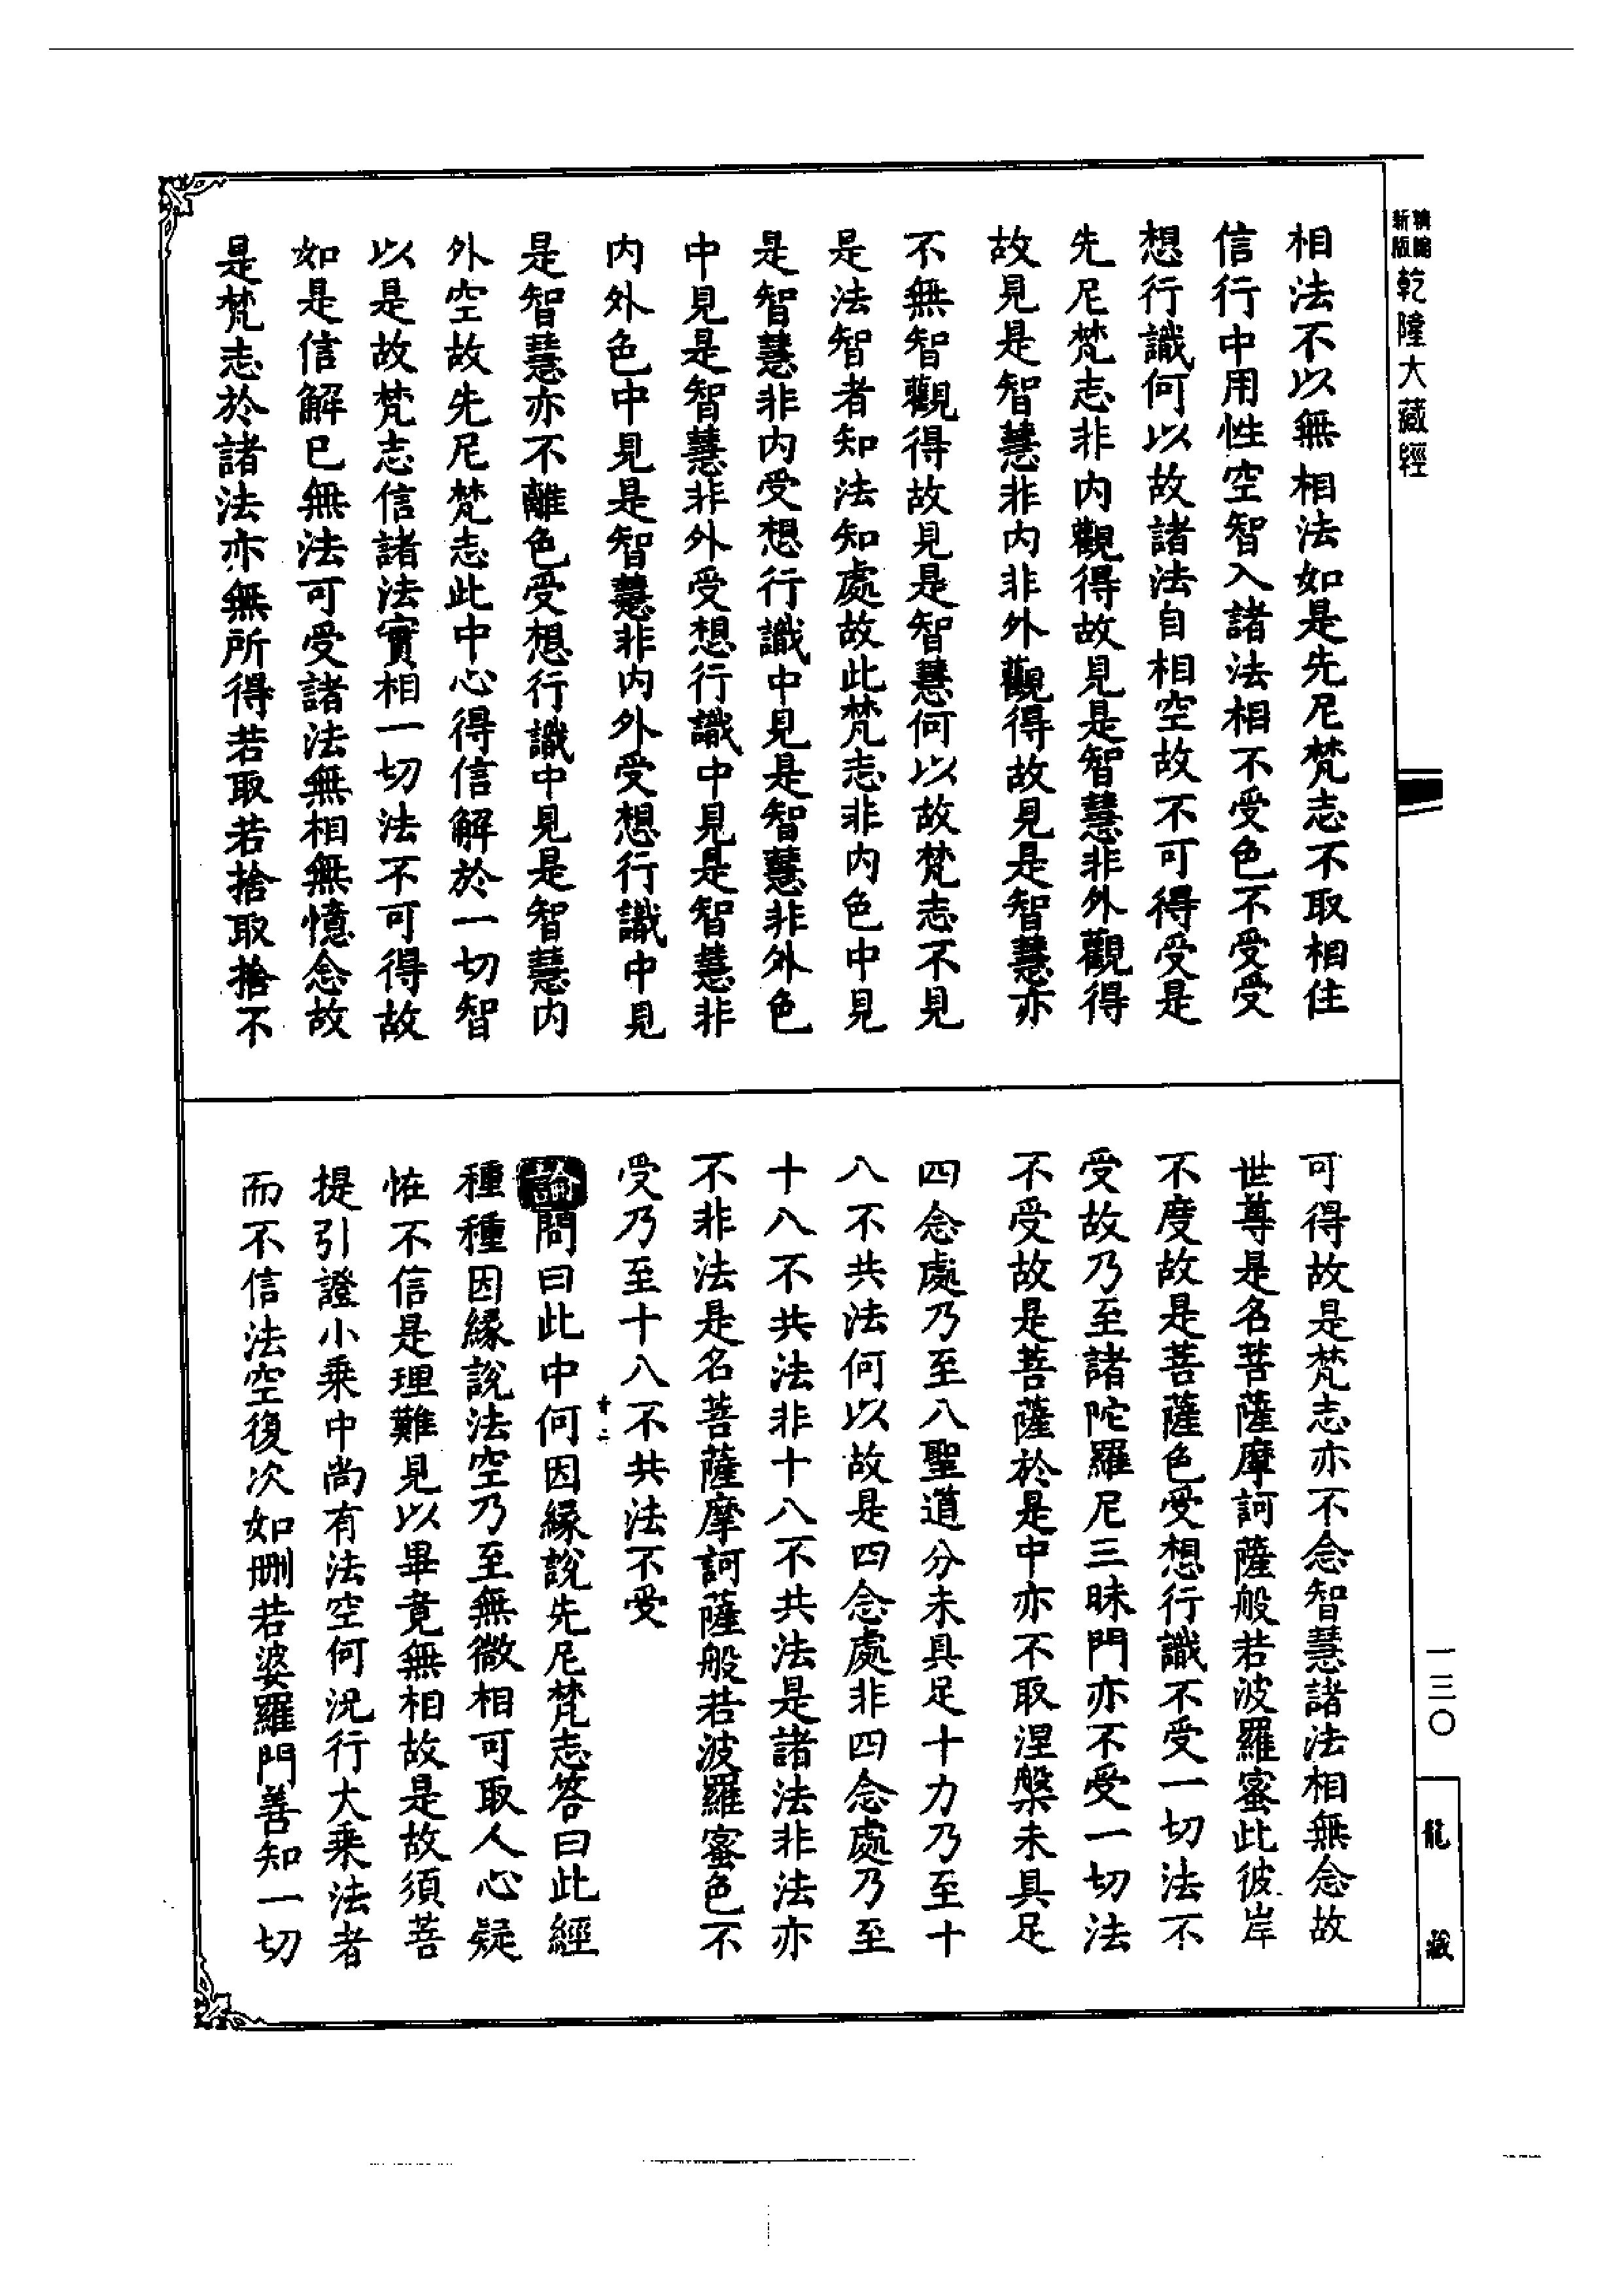 精編
新版
乾隆大藏經
相法不以無相法如是先尼梵志不取相住
信行中用性空智入諸法相不受色不受受
想行識何以故諸法自相空故不可得受是
先尼梵志非内觀得故見是智慧非外觀得
故見是智慧非内非外觀得故見是智慧亦
不無智觀得故見是智慧何以故梵志不見
是法智者知法知處故此梵志非内色中見
是智慧非内受想行識中見是智慧非外色
中見是智慧非外受想行識中見是智慧非
内外色中見是智慧非内外受想行識中見
是智慧亦不離色受想行識中見是智慧内
外空故先尼梵志此中心得信解於一切智
以是故梵志信諸法實相一切法不可得故
如是信解已無法可受諸法無相無憶念故
是梵志於諸法亦無所得若取若捨取捨不
可得故是梵志亦不念智慧諸法相無念故
世尊是名菩薩摩訶薩般若波羅蜜此彼岸
不度故是菩薩色受想行識不受一切法不
受故乃至諸陀羅尼三昧門亦不受一切法
不受故是菩薩於是中亦不取涅槃未具足
四念處乃至八聖道分未具足十力乃至十
八不共法何以故是四念處非四念處乃至
十八不共法非十八不共法是諸法非法亦
不非法是名菩薩摩訶薩般若波羅蜜色不
受乃至十八不共法不受
論問曰此中何因緣說先尼梵志答曰此經
種種因緣說法空乃至無微相可取人心疑
恠不信是理難見以畢竟無相故是故須菩
提引證小乘中尚有法空何況行大乘法者
而不信法空復次如刪若婆羅門善知一切
一三〇
龍藏